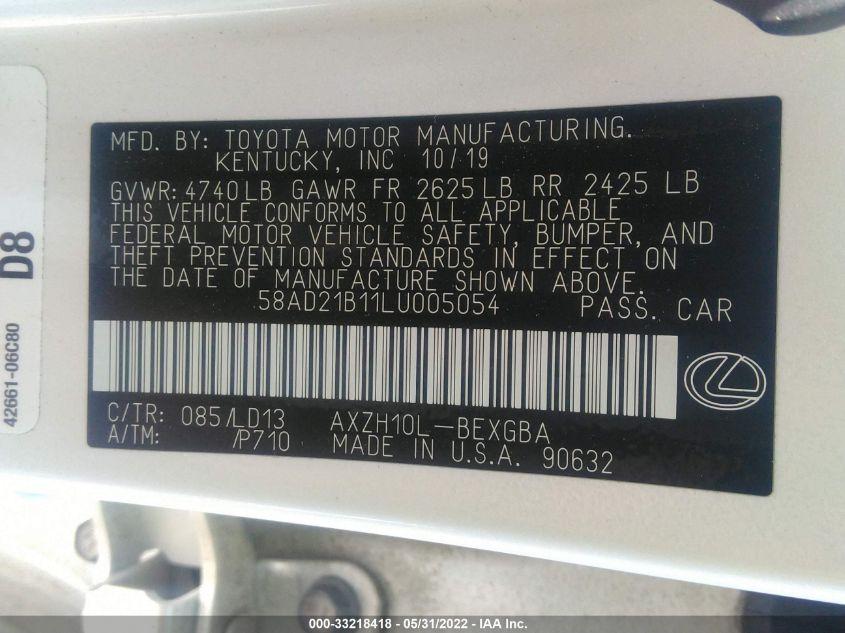 MFD. BY: TOYOTA MOTOR MANUFACTURING.
KENTUCKY, INC 10/19
GVWR: 4740 LB GAWR FR 2625 LB RR 2425 LB
THIS VEHICLE CONFORMS TO ALL APPLICABLE
FEDERAL MOTOR VEHICLE SAFETY, BUMPER, AND
THEFT PREVENTION STANDARDS IN EFFECT ON
THE DATE OF MANUFACTURE SHOWN ABOVE.
58AD21B11LU005054 PASS. CAR
C/TR: 085/LD13 AXZH10L-BEXGBA
A/TM: /P710 MADE IN U.S.A. 90632
42661-06C80
D8
000-33218418 - 05/31/2022 - IAA Inc.